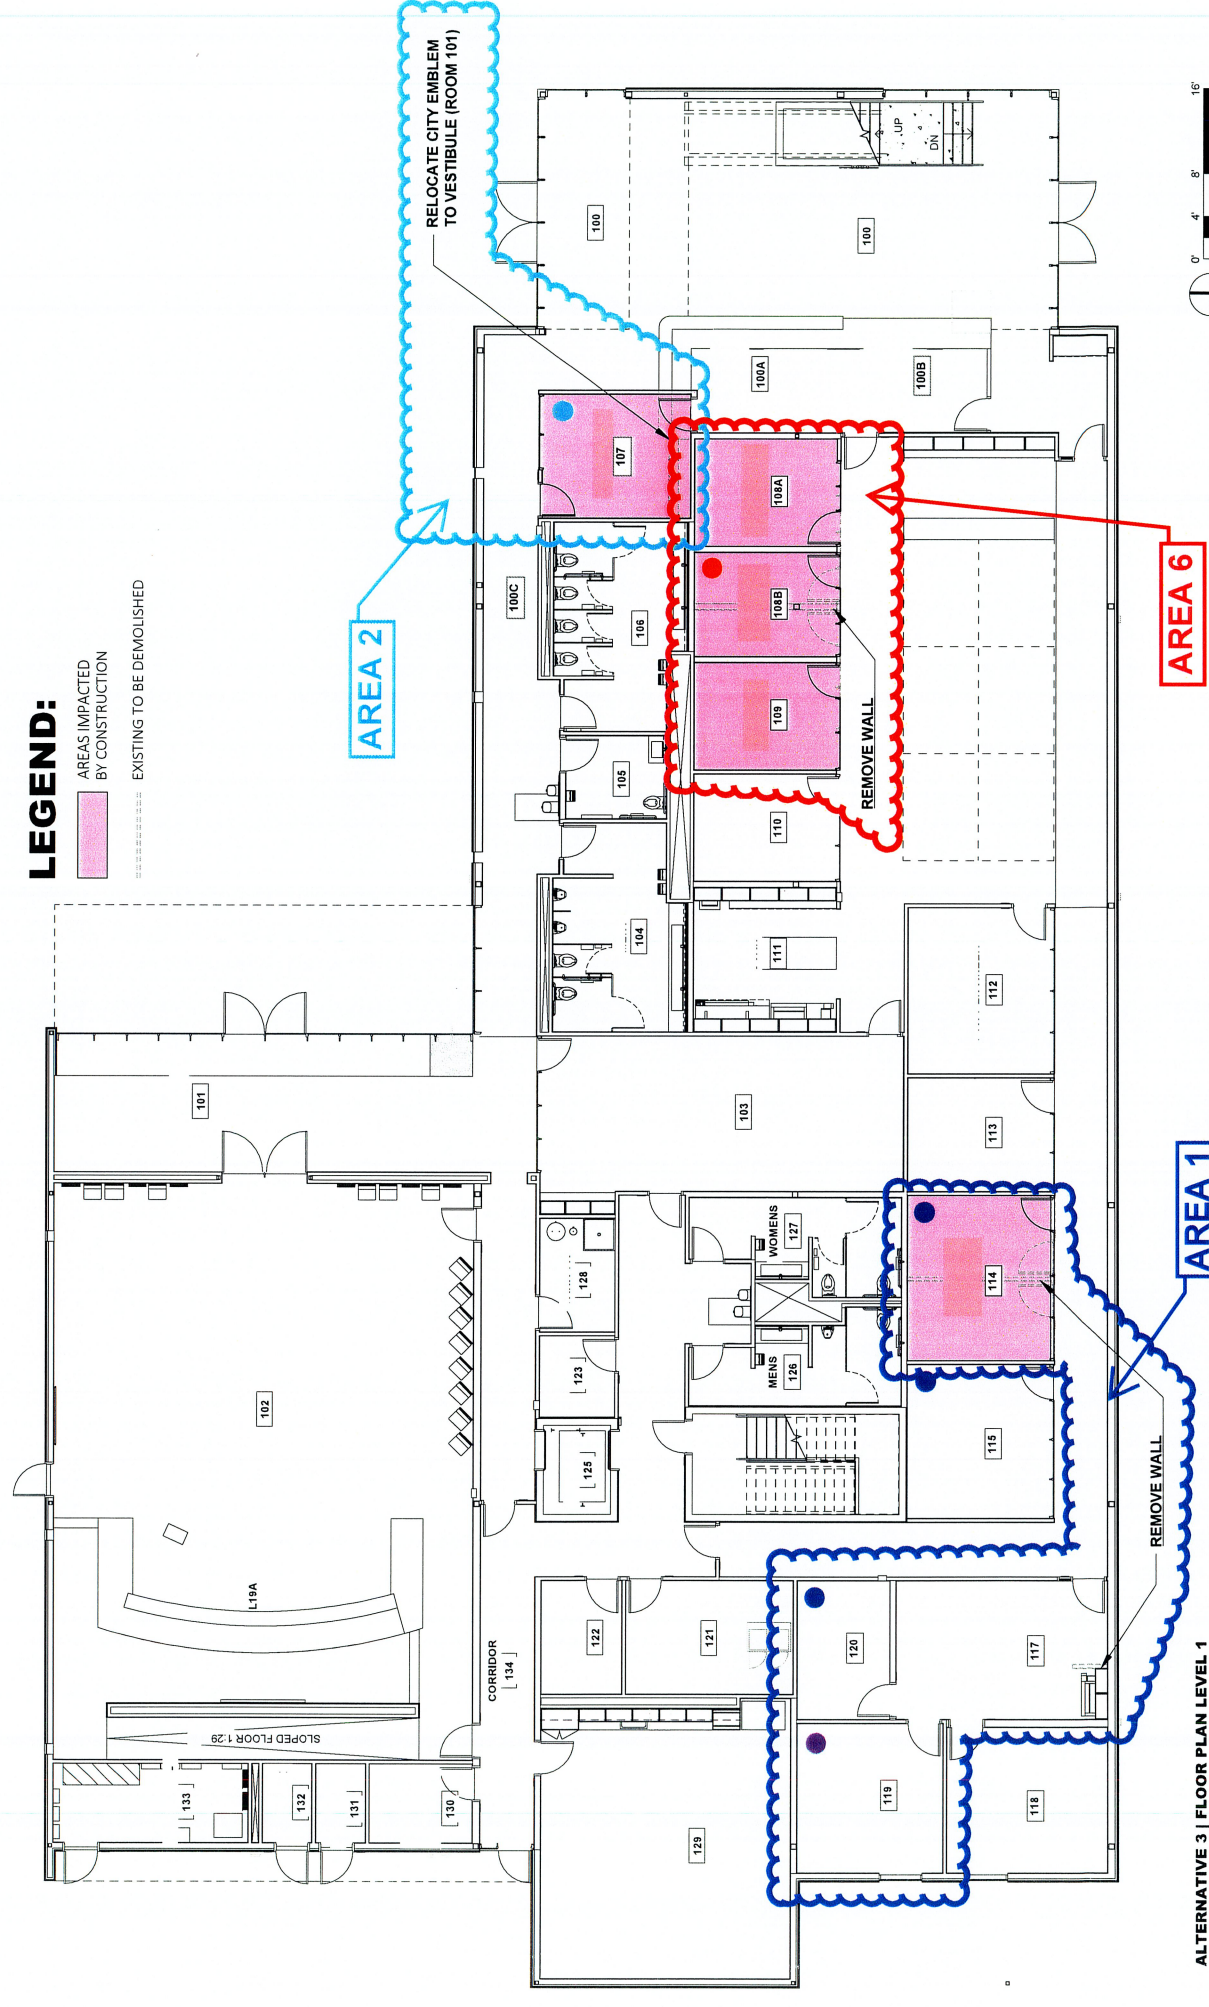 LEGEND:
AREAS IMPACTED
BY CONSTRUCTION
EXISTING TO BE DEMOLISHED
AREA 2
RELOCATE CITY EMBLEM
TO VESTIBULE (ROOM 101)
101
102
L19A
SLOPED FLOOR 1:29
133
132
131
130
CORRIDOR
134
100C
107
106
105
104
103
128
123
125
122
121
129
100
100
UP
DN
100A
100B
108A
108B
109
110
111
REMOVE WALL
AREA 6
112
113
114
115
WOMENS
127
MENS
126
120
117
119
118
REMOVE WALL
AREA 1
0'
4'
8'
16'
ALTERNATIVE 3 | FLOOR PLAN LEVEL 1